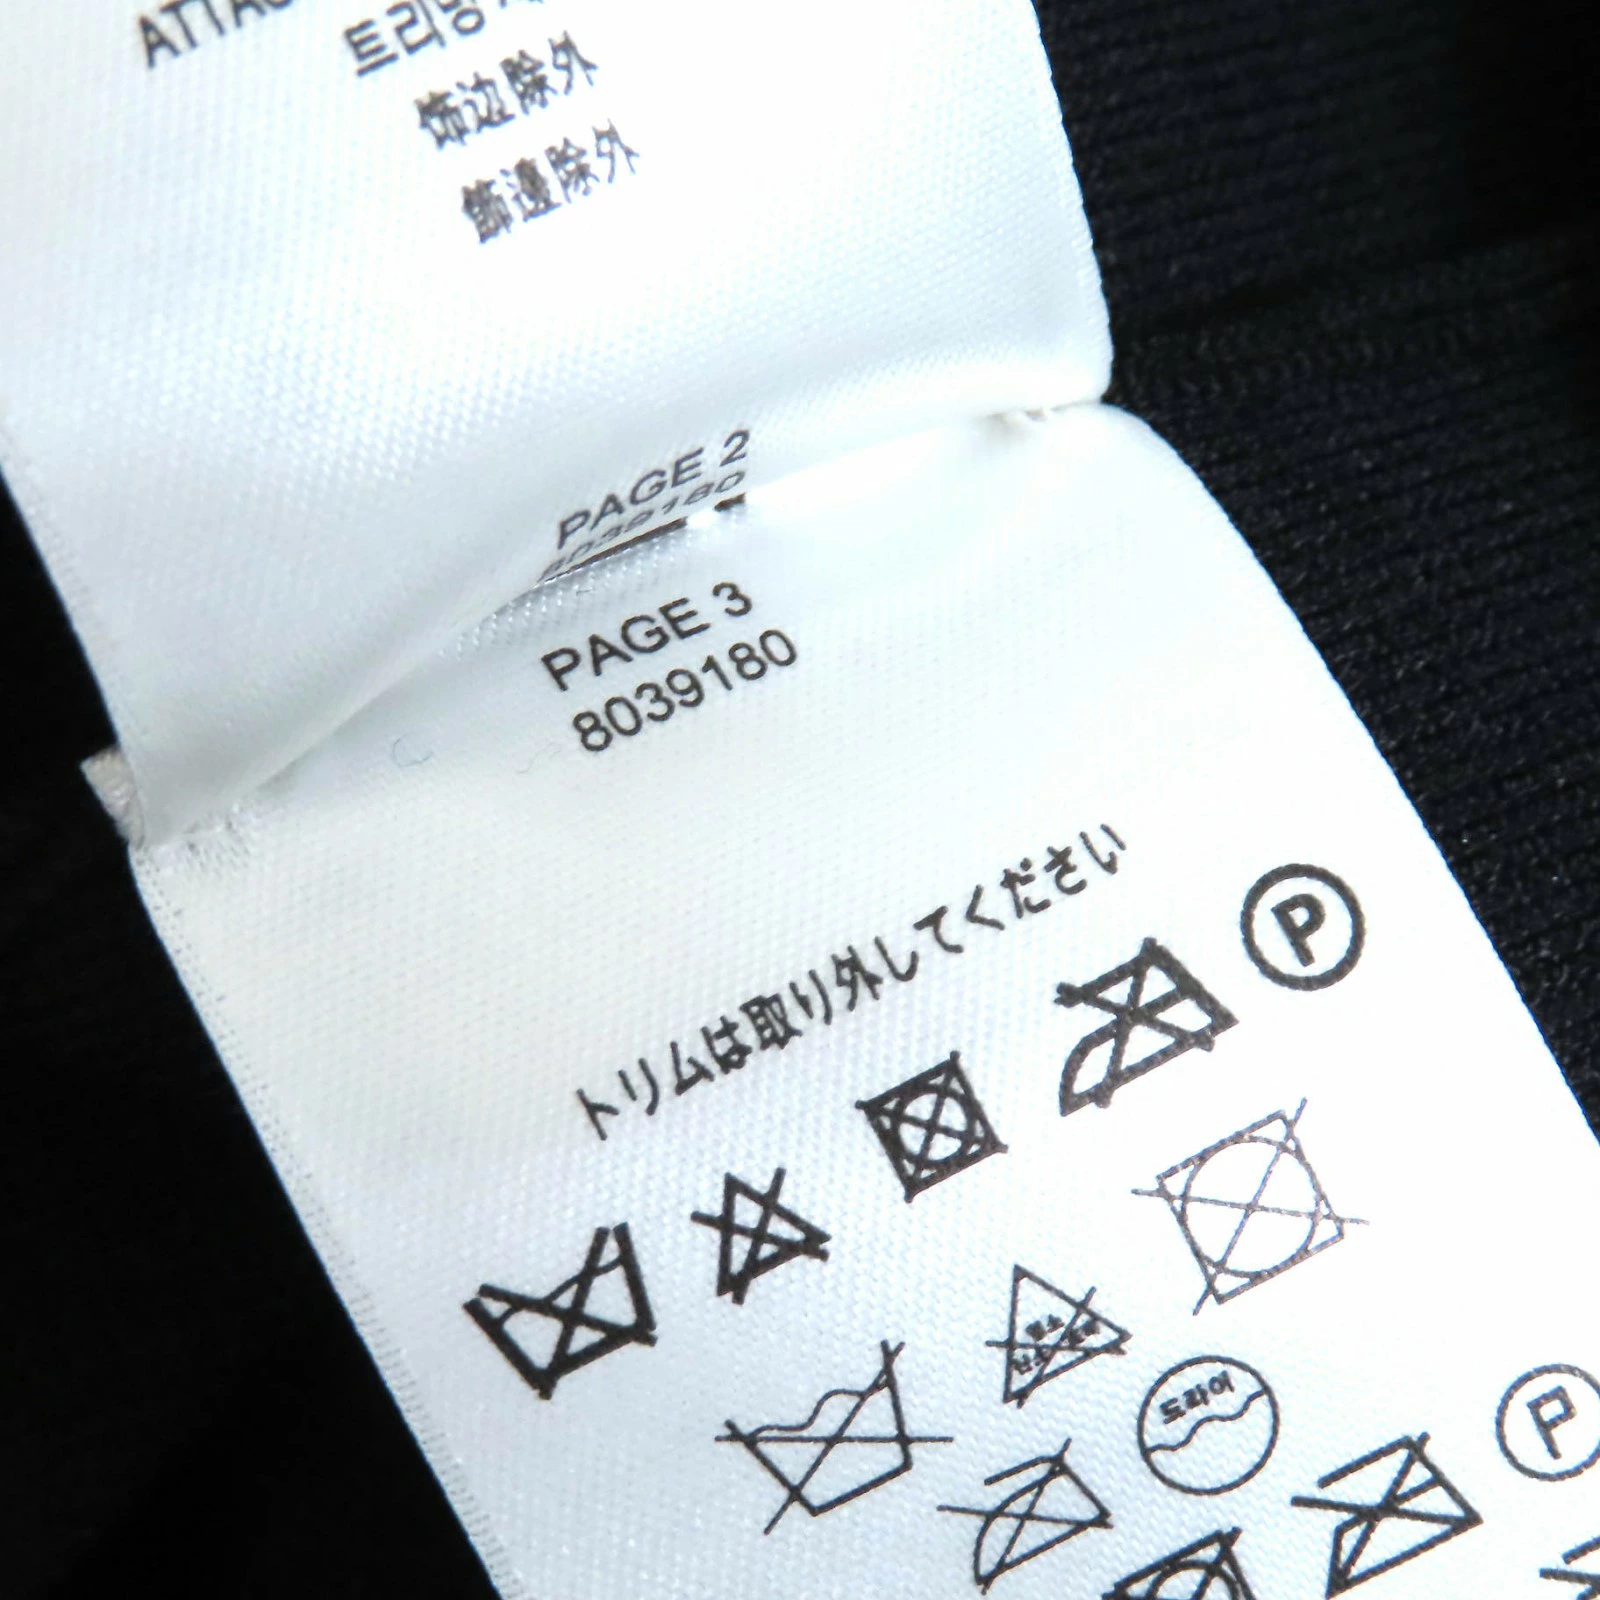 트리밍
饰边除外
飾邊除外
PAGE 2
8039180
PAGE 3
8039180
トリムは取り外してください
P
드라이
P